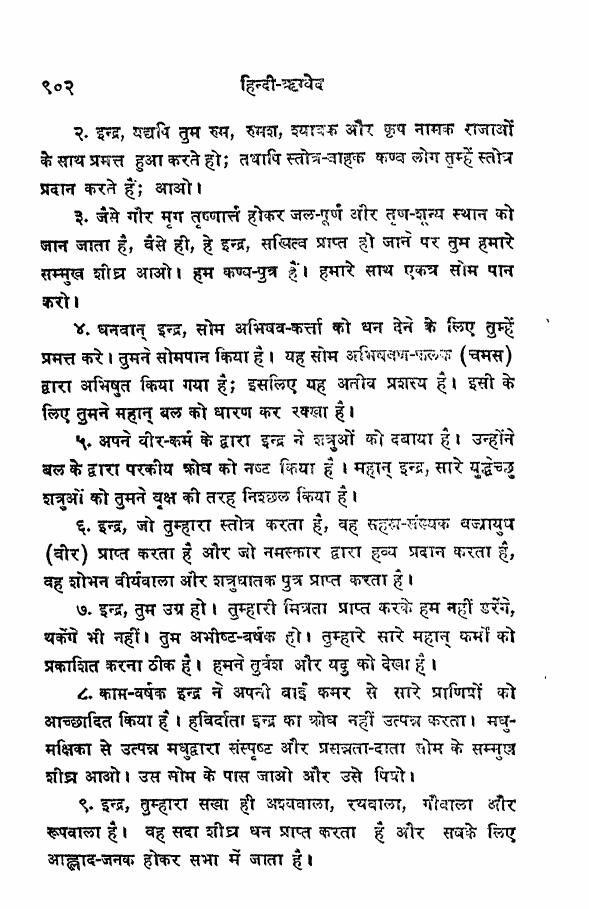 ९०२ हिन्दी-ऋग्वेद
२. इन्द्र, यद्यपि तुम रुम, रुमश, श्यावक और कृप नामक राजाओं
के साथ प्रमत्त हुआ करते हो; तथापि स्तोत्र-वाहक कण्व लोग तुम्हें स्तोत्र
प्रदान करते हैं; आओ।
३. जैसे गौर मृग तृष्णार्त्त होकर जल-पूर्ण और तृण-शून्य स्थान को
जान जाता है, वैसे ही, हे इन्द्र, सखित्व प्राप्त हो जाने पर तुम हमारे
सम्मुख शीघ्र आओ। हम कण्व-पुत्र हैं। हमारे साथ एकत्र सोम पान
करो।
४. धनवान् इन्द्र, सोम अभिषव-कर्त्ता को धन देने के लिए तुम्हें
प्रमत्त करे। तुमने सोमपान किया है। यह सोम अभिषवण-फलक (चमस)
द्वारा अभिषुत किया गया है; इसलिए यह अतीव प्रशस्य है। इसी के
लिए तुमने महान् बल को धारण कर रक्खा है।
५. अपने वीर-कर्म के द्वारा इन्द्र ने शत्रुओं को दबाया है। उन्होंने
बल के द्वारा परकीय क्रोध को नष्ट किया है। महान् इन्द्र, सारे युद्धेच्छु
शत्रुओं को तुमने वृक्ष की तरह निश्छल किया है।
६. इन्द्र, जो तुम्हारा स्तोत्र करता है, वह सहस्र-संख्यक वज्रायुध
(वीर) प्राप्त करता है और जो नमस्कार द्वारा हव्य प्रदान करता है,
वह शोभन वीर्यवाला और शत्रुघातक पुत्र प्राप्त करता है।
७. इन्द्र, तुम उग्र हो। तुम्हारी मित्रता प्राप्त करके हम नहीं डरेंगे,
थकेंगे भी नहीं। तुम अभीष्ट-वर्षक हो। तुम्हारे सारे महान् कर्मों को
प्रकाशित करना ठीक है। हमने तुर्वश और यदु को देखा है।
८. काम-वर्षक इन्द्र ने अपनी बाईं कमर से सारे प्राणियों को
आच्छादित किया है। हविर्दाता इन्द्र का क्रोध नहीं उत्पन्न करता। मधु-
मक्षिका से उत्पन्न मधुद्वारा संस्पृष्ट और प्रसन्नता-दाता सोम के सम्मुख
शीघ्र आओ। उस सोम के पास जाओ और उसे पियो।
९. इन्द्र, तुम्हारा सखा ही अश्ववाला, रथवाला, गौवाला और
रूपवाला है। वह सदा शीघ्र धन प्राप्त करता है और सबके लिए
आह्लाद-जनक होकर सभा में जाता है।